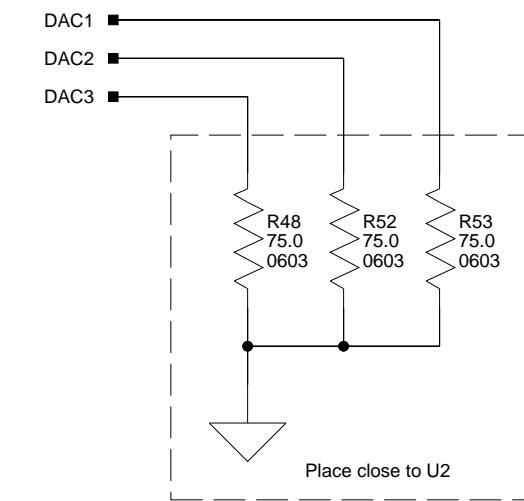 DAC1
DAC2
DAC3
R48
75.0
0603
R52
75.0
0603
R53
75.0
0603
Place close to U2